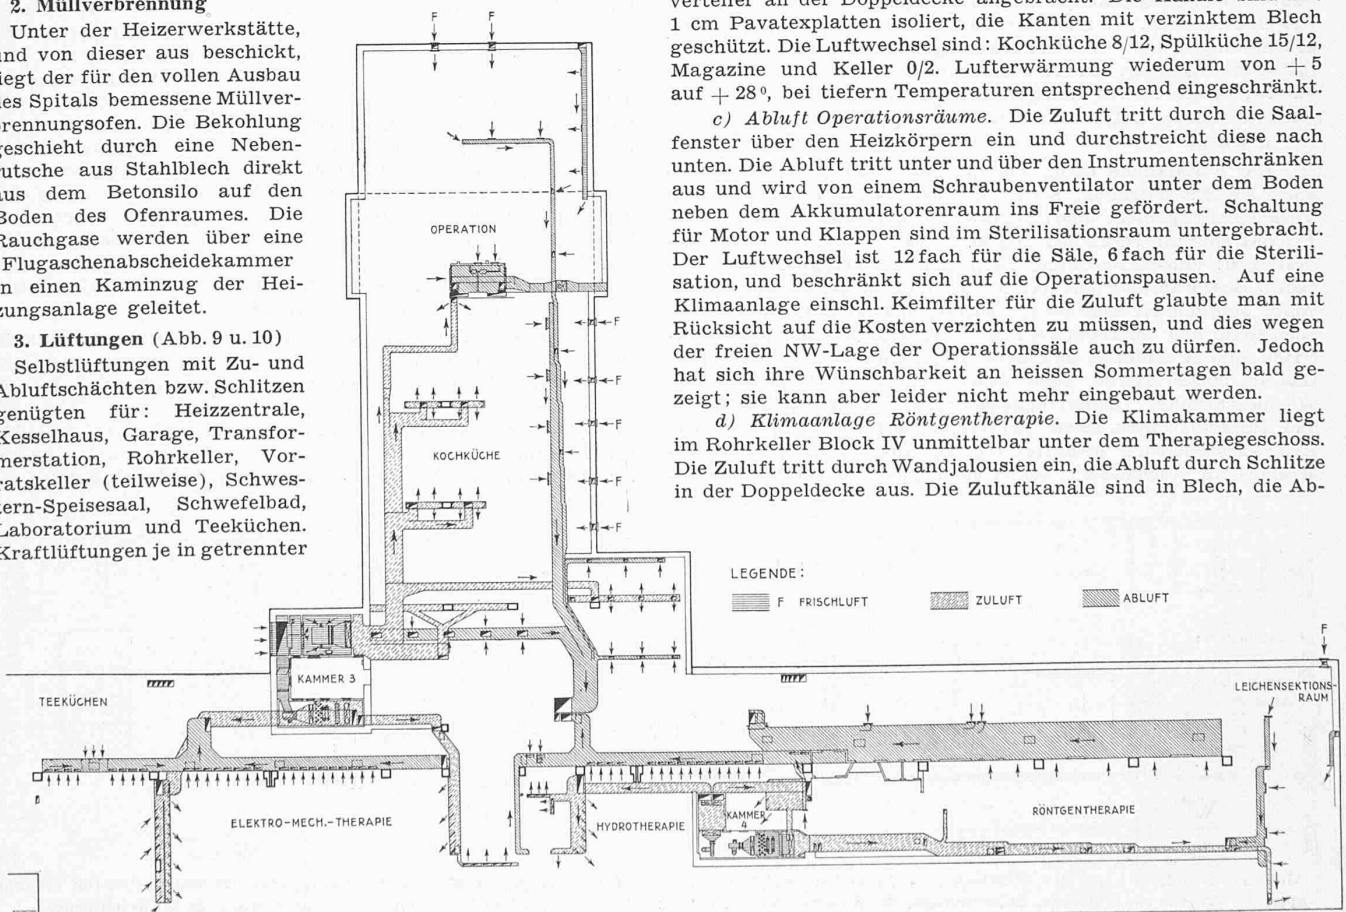 2. Müllverbrennung
Unter der Heizerwerkstätte,
und von dieser aus beschickt,
liegt der für den vollen Ausbau
des Spitals bemessene Müllver-
brennungsofen. Die Bekohlung
geschieht durch eine Neben-
rutsche aus Stahlblech direkt
aus dem Betonsilo auf den
Boden des Ofenraumes. Die
Rauchgase werden über eine
Flugaschenabscheidekammer
in einen Kaminzug der Hei-
zungsanlage geleitet.
3. Lüftungen (Abb. 9 u. 10)
Selbstlüftungen mit Zu- und
Abluftschächten bzw. Schlitzen
genügten für: Heizzentrale,
Kesselhaus, Garage, Transfor-
merstation, Rohrkeller, Vor-
ratskeller (teilweise), Schwes-
tern-Speisesaal, Schwefelbad,
Laboratorium und Teeküchen.
Kraftlüftungen je in getrennter
verteiler an der Doppeldecke angebracht. Die Kanäle sind mit
1 cm Pavatexplatten isoliert, die Kanten mit verzinktem Blech
geschützt. Die Luftwechsel sind: Kochküche 8/12, Spülküche 15/12,
Magazine und Keller 0/2. Lufterwärmung wiederum von + 5
auf + 28⁰, bei tiefern Temperaturen entsprechend eingeschränkt.
c) Abluft Operationsräume. Die Zuluft tritt durch die Saal-
fenster über den Heizkörpern ein und durchstreicht diese nach
unten. Die Abluft tritt unter und über den Instrumentenschränken
aus und wird von einem Schraubenventilator unter dem Boden
neben dem Akkumulatorenraum ins Freie gefördert. Schaltung
für Motor und Klappen sind im Sterilisationsraum untergebracht.
Der Luftwechsel ist 12fach für die Säle, 6fach für die Sterili-
sation, und beschränkt sich auf die Operationspausen. Auf eine
Klimaanlage einschl. Keimfilter für die Zuluft glaubte man mit
Rücksicht auf die Kosten verzichten zu müssen, und dies wegen
der freien NW-Lage der Operationssäle auch zu dürfen. Jedoch
hat sich ihre Wünschbarkeit an heissen Sommertagen bald ge-
zeigt; sie kann aber leider nicht mehr eingebaut werden.
d) Klimaanlage Röntgentherapie. Die Klimakammer liegt
im Rohrkeller Block IV unmittelbar unter dem Therapiegeschoss.
Die Zuluft tritt durch Wandjalousien ein, die Abluft durch Schlitze
in der Doppeldecke aus. Die Zuluftkanäle sind in Blech, die Ab-
F F
OPERATION
F
F
F
KOCHKÜCHE
F
F
LEGENDE:
F FRISCHLUFT ZULUFT ABLUFT
F
KAMMER 3
TEEKÜCHEN
LEICHENSEKTIONS-
RAUM
ELEKTRO-MECH.-THERAPIE
HYDROTHERAPIE
KAMMER
4
RÖNTGENTHERAPIE